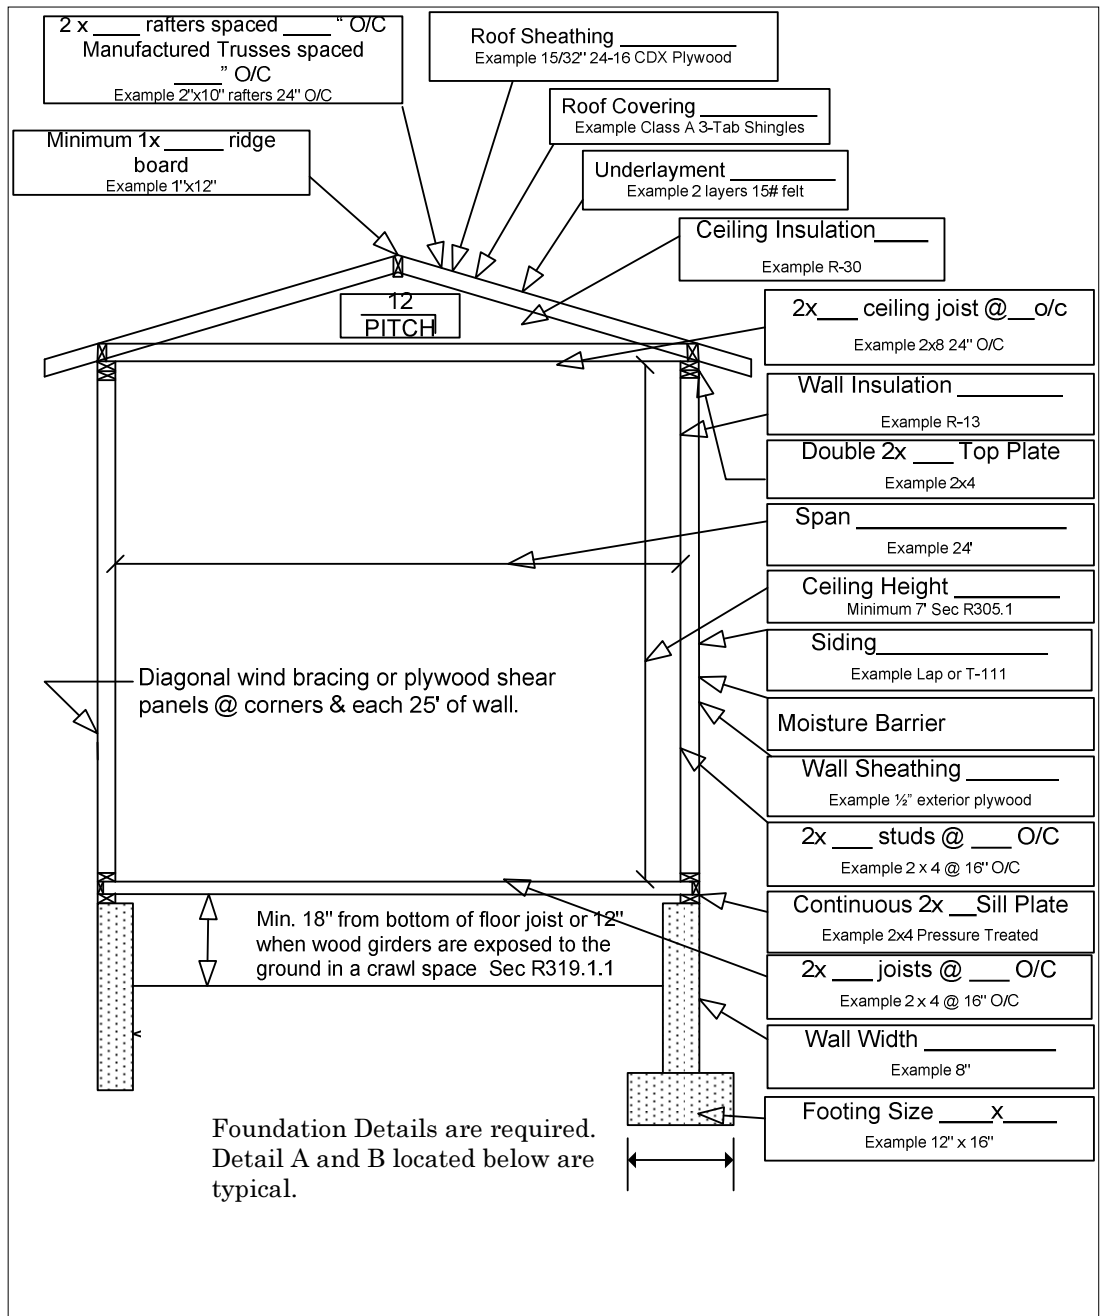 2 x ____ rafters spaced ____ " O/C
Manufactured Trusses spaced
____" O/C
Example 2"x10" rafters 24" O/C
Roof Sheathing __________
Example 15/32" 24-16 CDX Plywood
Roof Covering __________
Example Class A 3-Tab Shingles
Minimum 1x _____ ridge
board
Example 1"x12"
Underlayment __________
Example 2 layers 15# felt
Ceiling Insulation____
Example R-30
12
PITCH
2x___ ceiling joist @__o/c
Example 2x8 24" O/C
Wall Insulation ________
Example R-13
Double 2x ___ Top Plate
Example 2x4
Span ________________
Example 24'
Ceiling Height ________
Minimum 7' Sec R305.1
Siding_____________
Example Lap or T-111
Diagonal wind bracing or plywood shear
panels @ corners & each 25' of wall.
Moisture Barrier
Wall Sheathing _______
Example ½" exterior plywood
2x ___ studs @ ___ O/C
Example 2 x 4 @ 16" O/C
Continuous 2x __Sill Plate
Example 2x4 Pressure Treated
Min. 18" from bottom of floor joist or 12"
when wood girders are exposed to the
ground in a crawl space Sec R319.1.1
2x ___ joists @ ___ O/C
Example 2 x 4 @ 16" O/C
Wall Width __________
Example 8"
Footing Size ____x____
Example 12" x 16"
Foundation Details are required.
Detail A and B located below are
typical.